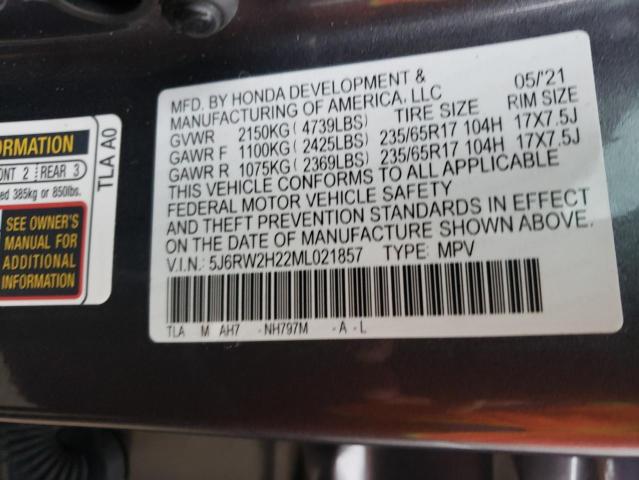 ORMATION
ONT 2 REAR 3
ed 385kg or 850lbs.
SEE OWNER'S
MANUAL FOR
ADDITIONAL
INFORMATION
TLA A0
MFD. BY HONDA DEVELOPMENT & 05/'21
MANUFACTURING OF AMERICA, LLC
TIRE SIZE RIM SIZE
GVWR 2150KG (4739LBS)
GAWR F 1100KG (2425LBS) 235/65R17 104H 17X7.5J
GAWR R 1075KG (2369LBS) 235/65R17 104H 17X7.5J
THIS VEHICLE CONFORMS TO ALL APPLICABLE
FEDERAL MOTOR VEHICLE SAFETY
AND THEFT PREVENTION STANDARDS IN EFFECT
ON THE DATE OF MANUFACTURE SHOWN ABOVE.
V.I.N.: 5J6RW2H22ML021857 TYPE: MPV
TLA M AH7 -NH797M -A -L